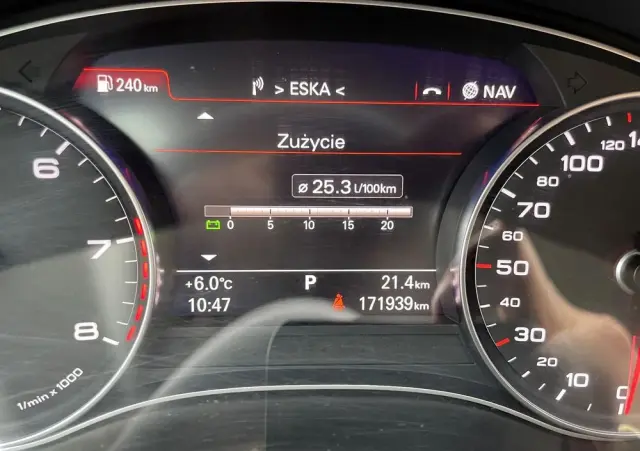 240 km
> ESKA <
NAV
Zużycie
ø 25.3 l/100km
0 5 10 15 20
+6.0°C P 21.4 km
10:47 171939 km
6
7
8
1/min x 1000
0
10
20
30
40
50
60
70
80
100
120